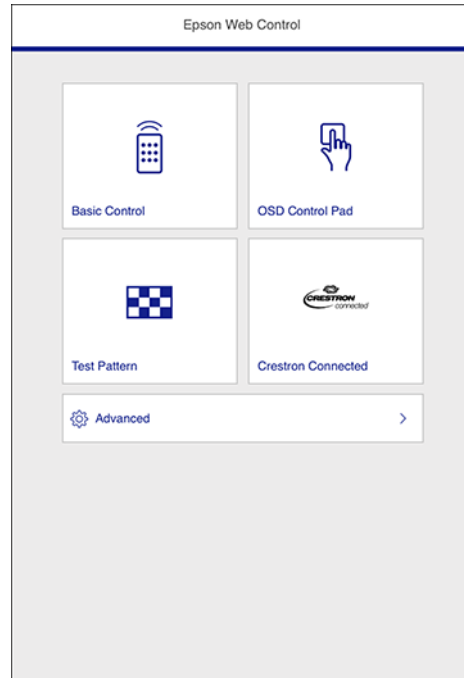 Epson Web Control
Basic Control
OSD Control Pad
CRESTRON
connected
Test Pattern
Crestron Connected
Advanced